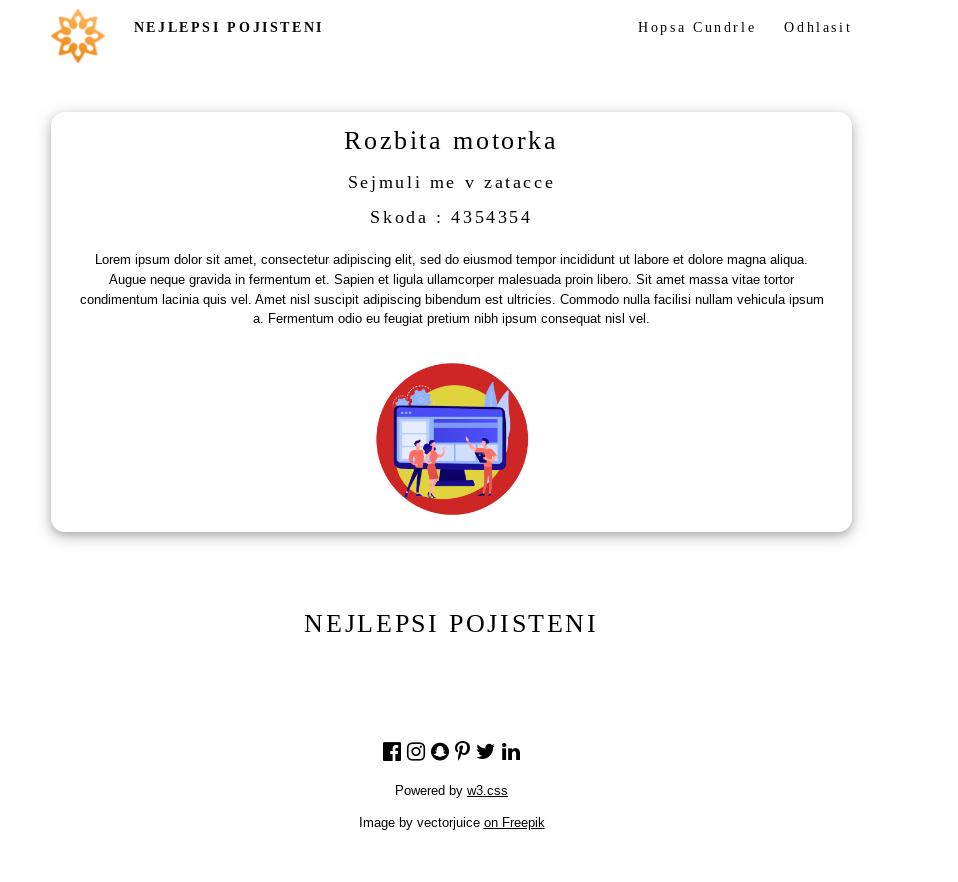 NEJLEPSI POJISTENI
Hopsa Cundrle
Odhlasit
Rozbita motorka
Sejmuli me v zatacce
Skoda : 4354354
Lorem ipsum dolor sit amet, consectetur adipiscing elit, sed do eiusmod tempor incididunt ut labore et dolore magna aliqua.
Augue neque gravida in fermentum et. Sapien et ligula ullamcorper malesuada proin libero. Sit amet massa vitae tortor
condimentum lacinia quis vel. Amet nisl suscipit adipiscing bibendum est ultricies. Commodo nulla facilisi nullam vehicula ipsum
a. Fermentum odio eu feugiat pretium nibh ipsum consequat nisl vel.
NEJLEPSI POJISTENI
Powered by w3.css
Image by vectorjuice on Freepik